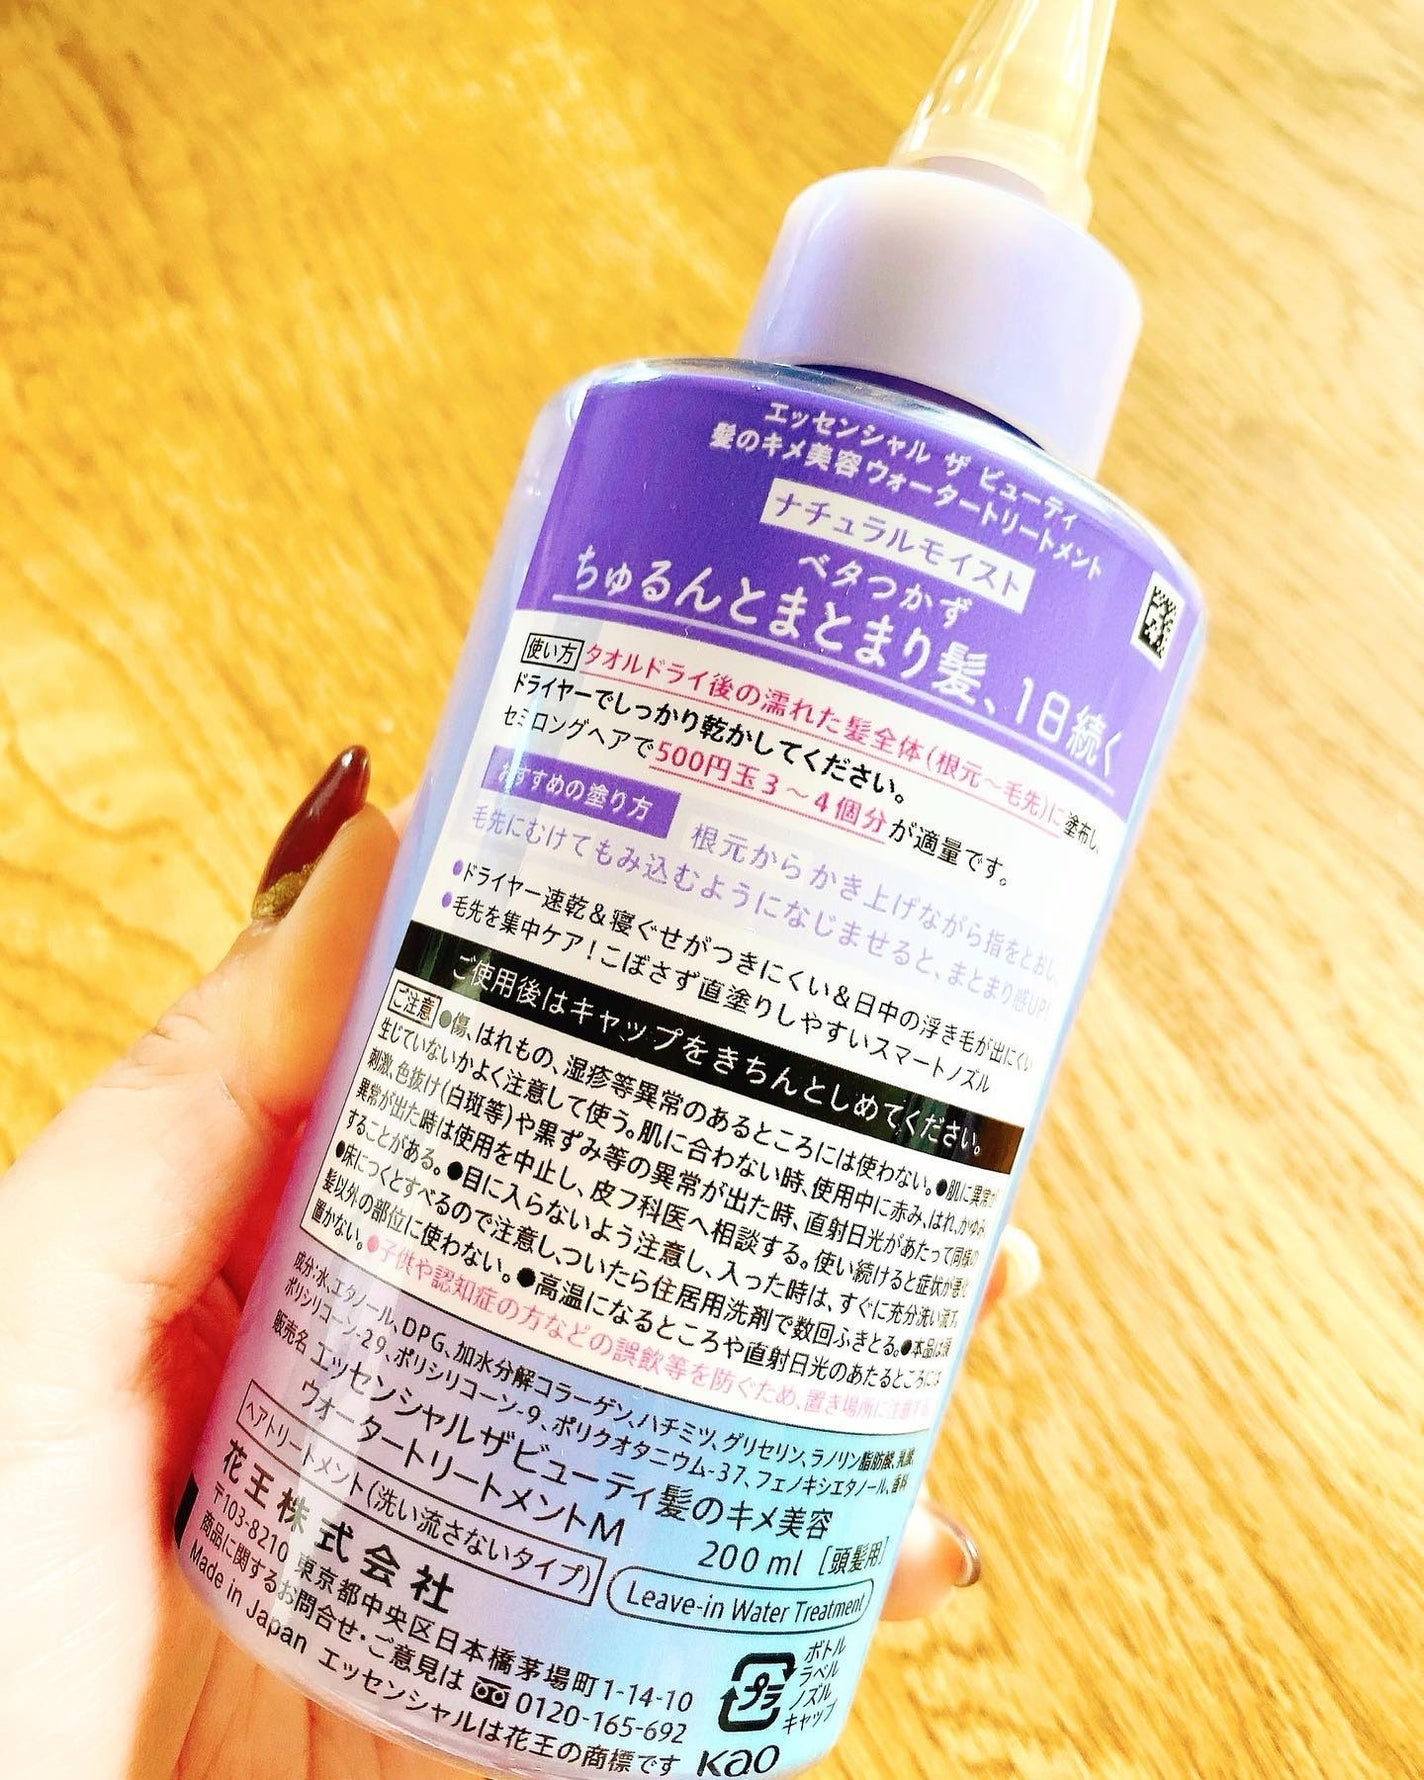 エッセンシャル ザ ビューティ
髪のキメ美容ウォータートリートメント
ナチュラルモイスト
ベタつかず
ちゅるんとまとまり髪、1日続く
使い方 タオルドライ後の濡れた髪全体(根元〜毛先)に塗布し、
ドライヤーでしっかり乾かしてください。
セミロングヘアで500円玉3〜4個分が適量です。
おすすめの塗り方 根元からかき上げながら指をとおし、
毛先にむけてもみ込むようになじませると、まとまり感UP!
●ドライヤー速乾&寝ぐせがつきにくい&日中の浮き毛が出にくい
●毛先を集中ケア!こぼさず直塗りしやすいスマートノズル
ご使用後はキャップをきちんとしめてください。
ご注意 ●傷、はれもの、湿疹等異常のあるところには使わない。●肌に異常が
生じていないかよく注意して使う。肌に合わない時、使用中に赤み、はれ、かゆみ、
刺激、色抜け(白斑等)や黒ずみ等の異常が出た時、直射日光があたって同様の
異常が出た時は使用を中止し、皮フ科医へ相談する。使い続けると症状が悪化
することがある。●目に入らないよう注意し、入った時は、すぐに充分洗い流す。
●床につくとすべるので注意し、ついたら住居用洗剤で数回ふきとる。●本品は頭
髪以外の部位に使わない。●高温になるところや直射日光のあたるところには
置かない。●子供や認知症の方などの誤飲等を防ぐため、置き場所に注意する。
成分:水、エタノール、DPG、加水分解コラーゲン、ハチミツ、グリセリン、ラノリン脂肪酸、乳酸、
ポリシリコーン-29、ポリシリコーン-9、ポリクオタニウム-37、フェノキシエタノール、香料
販売名 エッセンシャルザビューティ髪のキメ美容
ウォータートリートメントM
200 ml [頭髪用]
ヘアトリートメント(洗い流さないタイプ)
Leave-in Water Treatment
花王株式会社
〒103-8210 東京都中央区日本橋茅場町1-14-10
商品に関するお問合せ・ご意見は 0120-165-692
Made in Japan エッセンシャルは花王の商標です
プラ
ボトル
ラベル
ノズル
キャップ
Kao